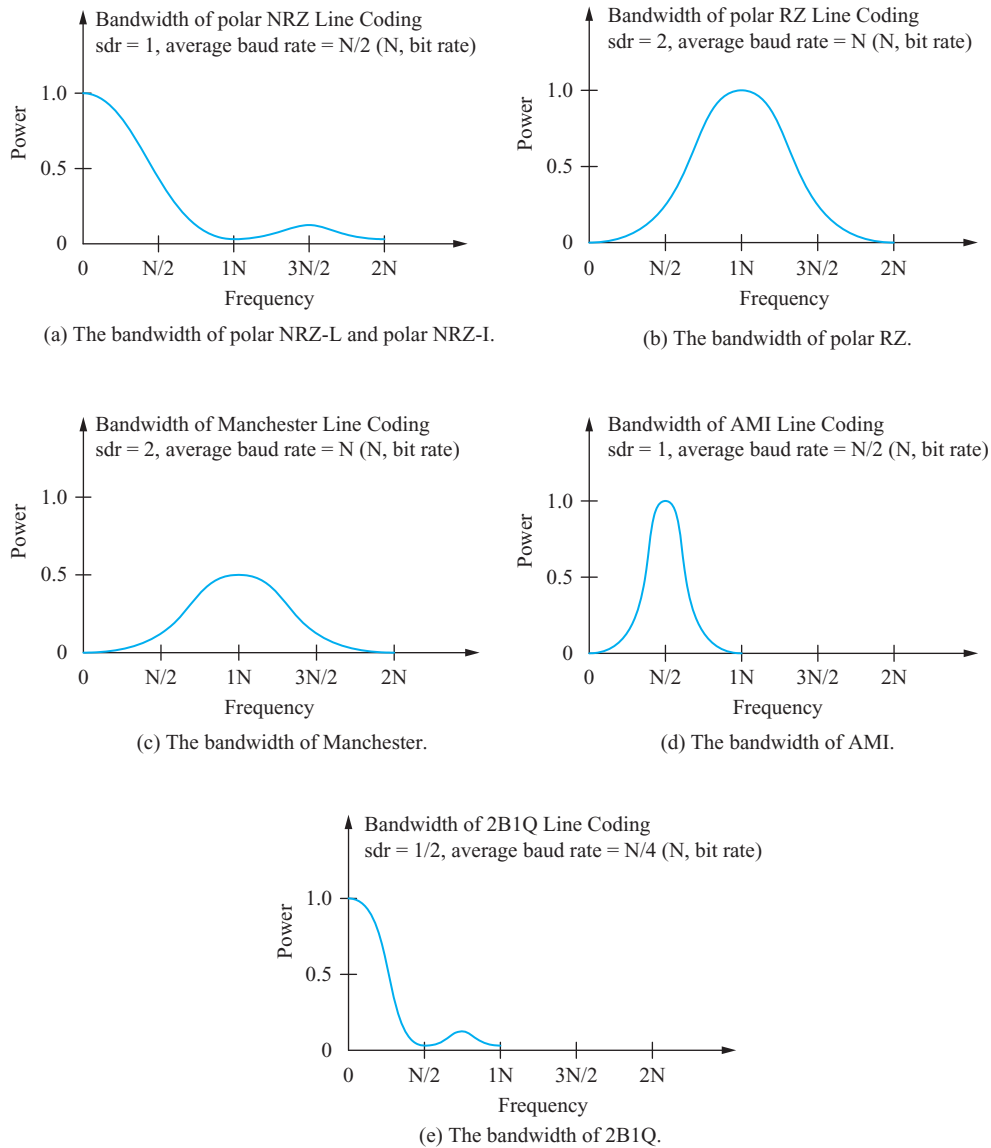 Bandwidth of polar NRZ Line Coding
sdr = 1, average baud rate = N/2 (N, bit rate)
1.0
Power
0.5
0
0 N/2 1N 3N/2 2N
Frequency
(a) The bandwidth of polar NRZ-L and polar NRZ-I.
Bandwidth of polar RZ Line Coding
sdr = 2, average baud rate = N (N, bit rate)
1.0
Power
0.5
0
0 N/2 1N 3N/2 2N
Frequency
(b) The bandwidth of polar RZ.
Bandwidth of Manchester Line Coding
sdr = 2, average baud rate = N (N, bit rate)
1.0
Power
0.5
0
0 N/2 1N 3N/2 2N
Frequency
(c) The bandwidth of Manchester.
Bandwidth of AMI Line Coding
sdr = 1, average baud rate = N/2 (N, bit rate)
1.0
Power
0.5
0
0 N/2 1N 3N/2 2N
Frequency
(d) The bandwidth of AMI.
Bandwidth of 2B1Q Line Coding
sdr = 1/2, average baud rate = N/4 (N, bit rate)
1.0
Power
0.5
0
0 N/2 1N 3N/2 2N
Frequency
(e) The bandwidth of 2B1Q.